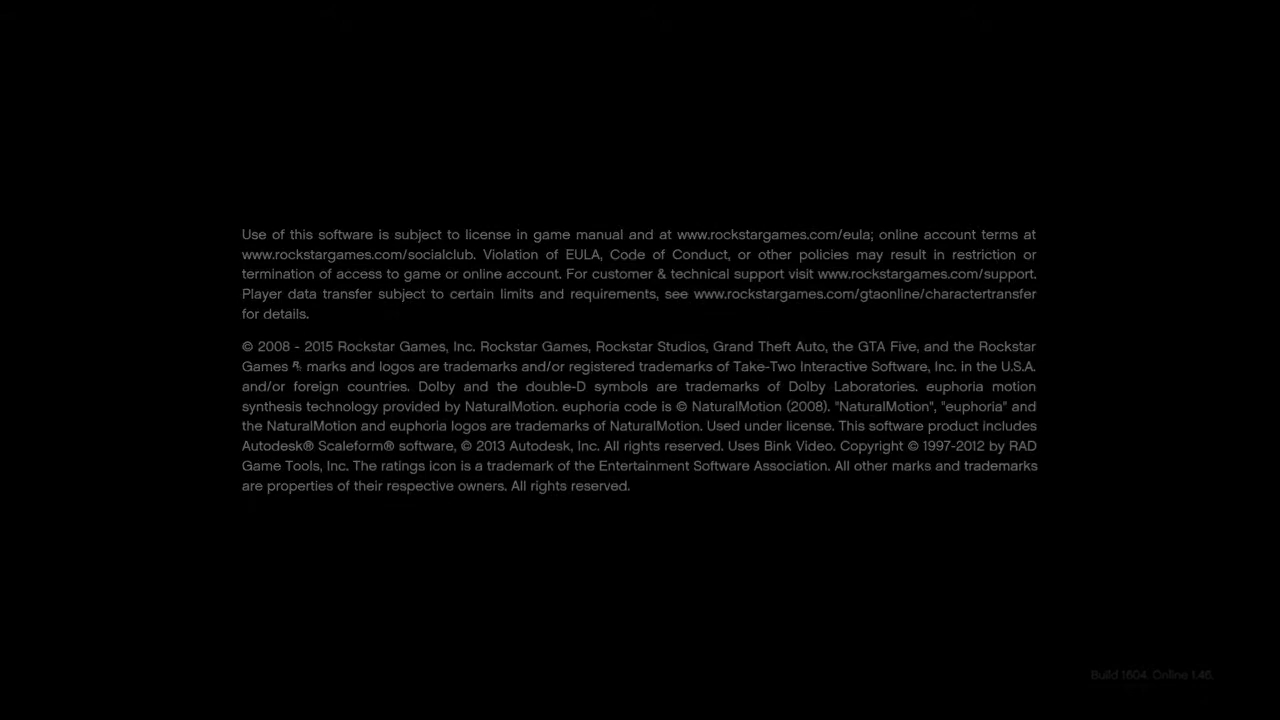 Use of this software is subject to license in game manual and at www.rockstargames.com/eula; online account terms at
www.rockstargames.com/socialclub. Violation of EULA, Code of Conduct, or other policies may result in restriction or
termination of access to game or online account. For customer & technical support visit www.rockstargames.com/support.
Player data transfer subject to certain limits and requirements, see www.rockstargames.com/gtaonline/charactertransfer
for details.
© 2008 - 2015 Rockstar Games, Inc. Rockstar Games, Rockstar Studios, Grand Theft Auto, the GTA Five, and the Rockstar
Games R* marks and logos are trademarks and/or registered trademarks of Take-Two Interactive Software, Inc. in the U.S.A.
and/or foreign countries. Dolby and the double-D symbols are trademarks of Dolby Laboratories. euphoria motion
synthesis technology provided by NaturalMotion. euphoria code is © NaturalMotion (2008). "NaturalMotion", "euphoria" and
the NaturalMotion and euphoria logos are trademarks of NaturalMotion. Used under license. This software product includes
Autodesk® Scaleform® software, © 2013 Autodesk, Inc. All rights reserved. Uses Bink Video. Copyright © 1997-2012 by RAD
Game Tools, Inc. The ratings icon is a trademark of the Entertainment Software Association. All other marks and trademarks
are properties of their respective owners. All rights reserved.
Build 1604. Online 1.46.